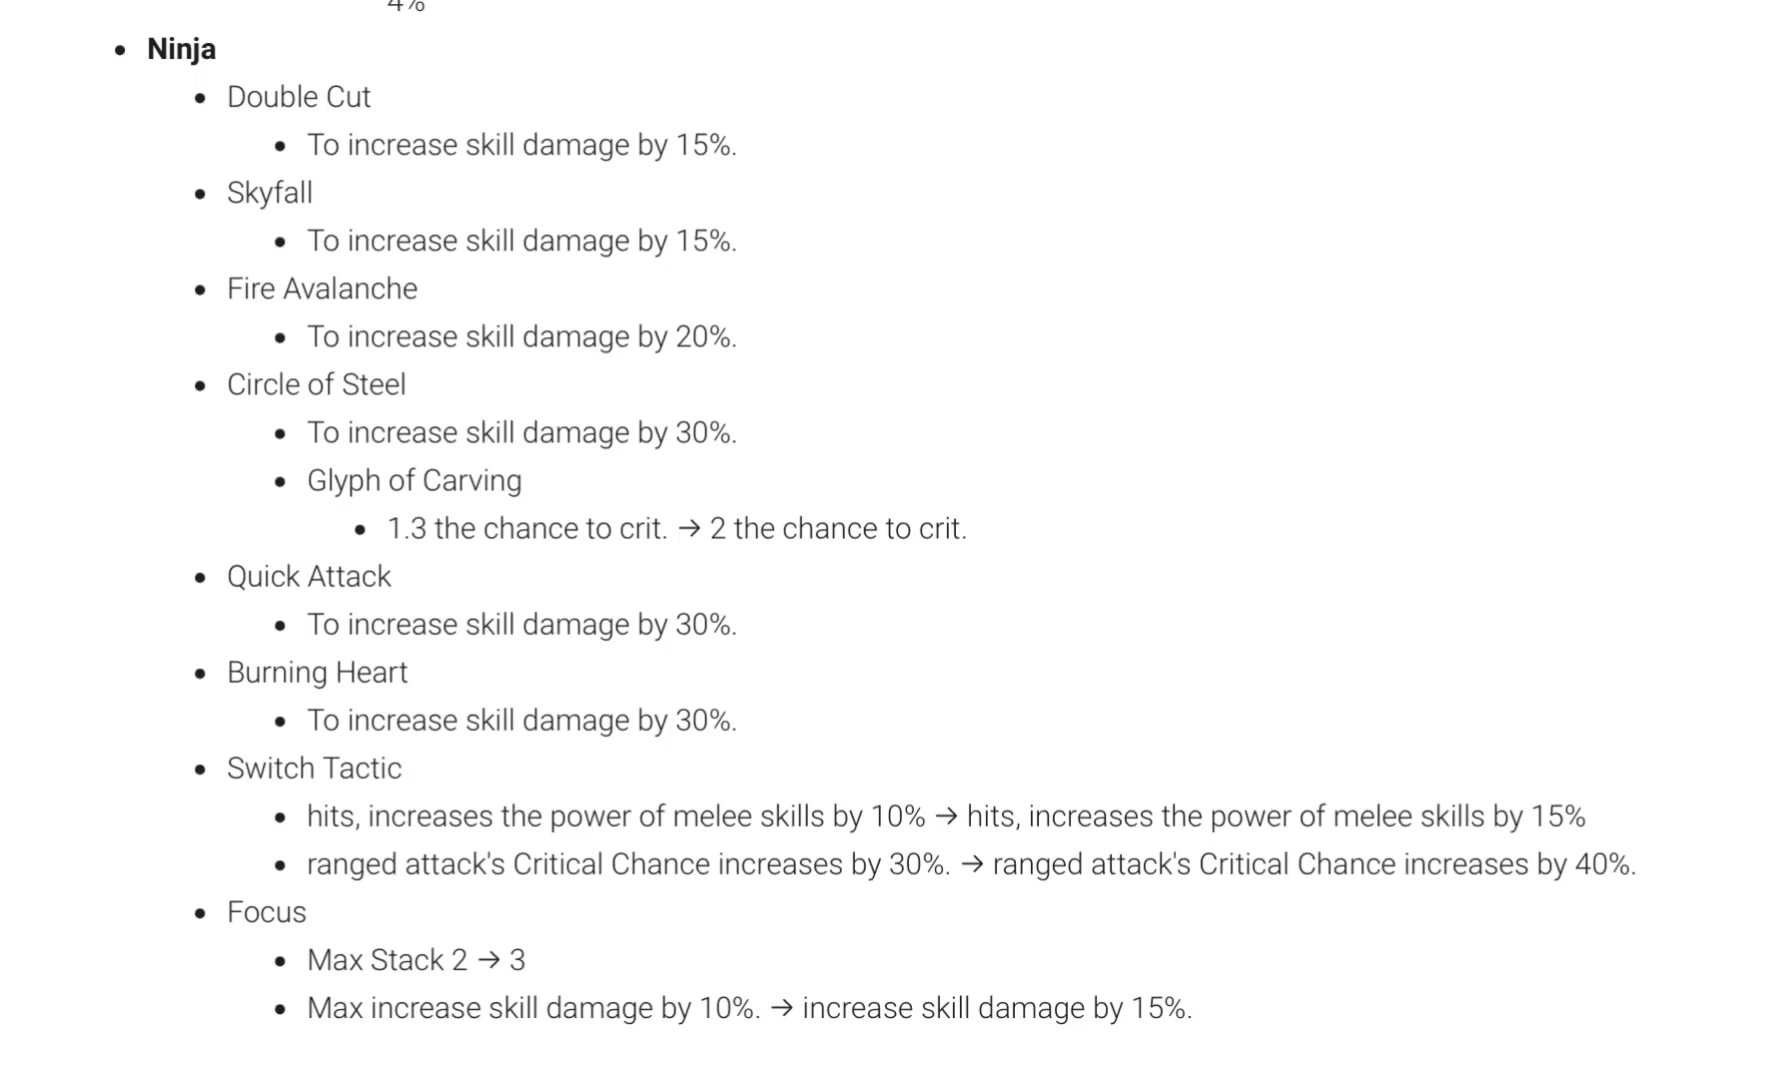 4%
Ninja
Double Cut
To increase skill damage by 15%.
Skyfall
To increase skill damage by 15%.
Fire Avalanche
To increase skill damage by 20%.
Circle of Steel
To increase skill damage by 30%.
Glyph of Carving
1.3 the chance to crit. → 2 the chance to crit.
Quick Attack
To increase skill damage by 30%.
Burning Heart
To increase skill damage by 30%.
Switch Tactic
hits, increases the power of melee skills by 10% → hits, increases the power of melee skills by 15%
ranged attack's Critical Chance increases by 30%. → ranged attack's Critical Chance increases by 40%.
Focus
Max Stack 2 → 3
Max increase skill damage by 10%. → increase skill damage by 15%.